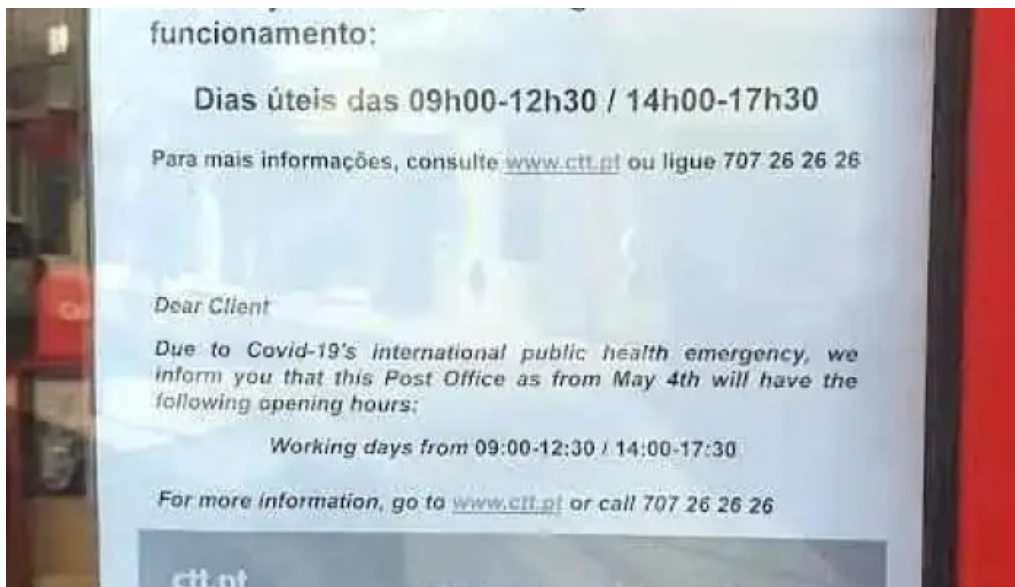 funcionamento:
Dias úteis das 09h00-12h30 / 14h00-17h30
Para mais informações, consulte www.ctt.pt ou ligue 707 26 26 26
Dear Client
Due to Covid-19's international public health emergency, we
inform you that this Post Office as from May 4th will have the
following opening hours:
Working days from 09:00-12:30 / 14:00-17:30
For more information, go to www.ctt.pt or call 707 26 26 26
ctt.pt